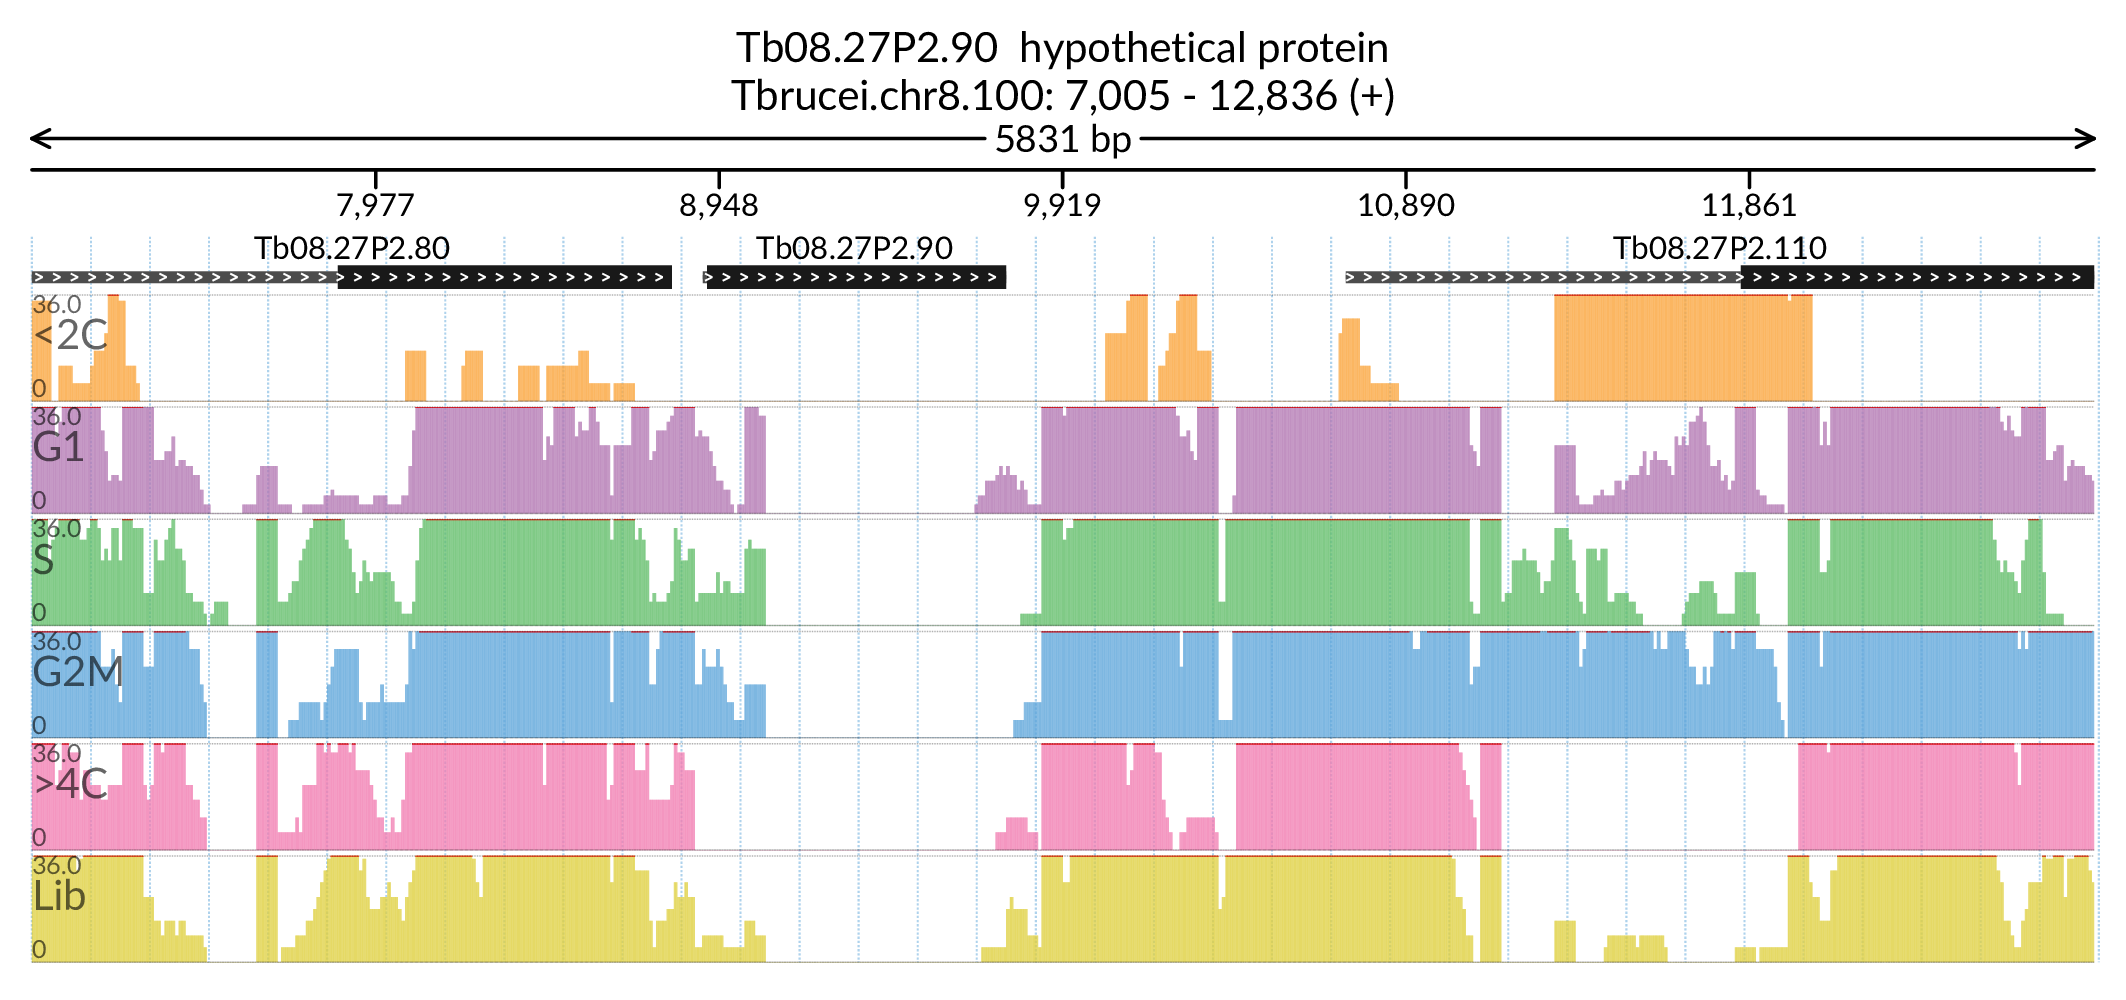 Tb08.27P2.90 hypothetical protein
Tbrucei.chr8.100: 7,005 - 12,836 (+)
5831 bp
7,977 8,948 9,919 10,890 11,861
Tb08.27P2.80 Tb08.27P2.90 Tb08.27P2.110
36.0
<2C
0
36.0
G1
0
36.0
S
0
36.0
G2M
0
36.0
>4C
0
36.0
Lib
0